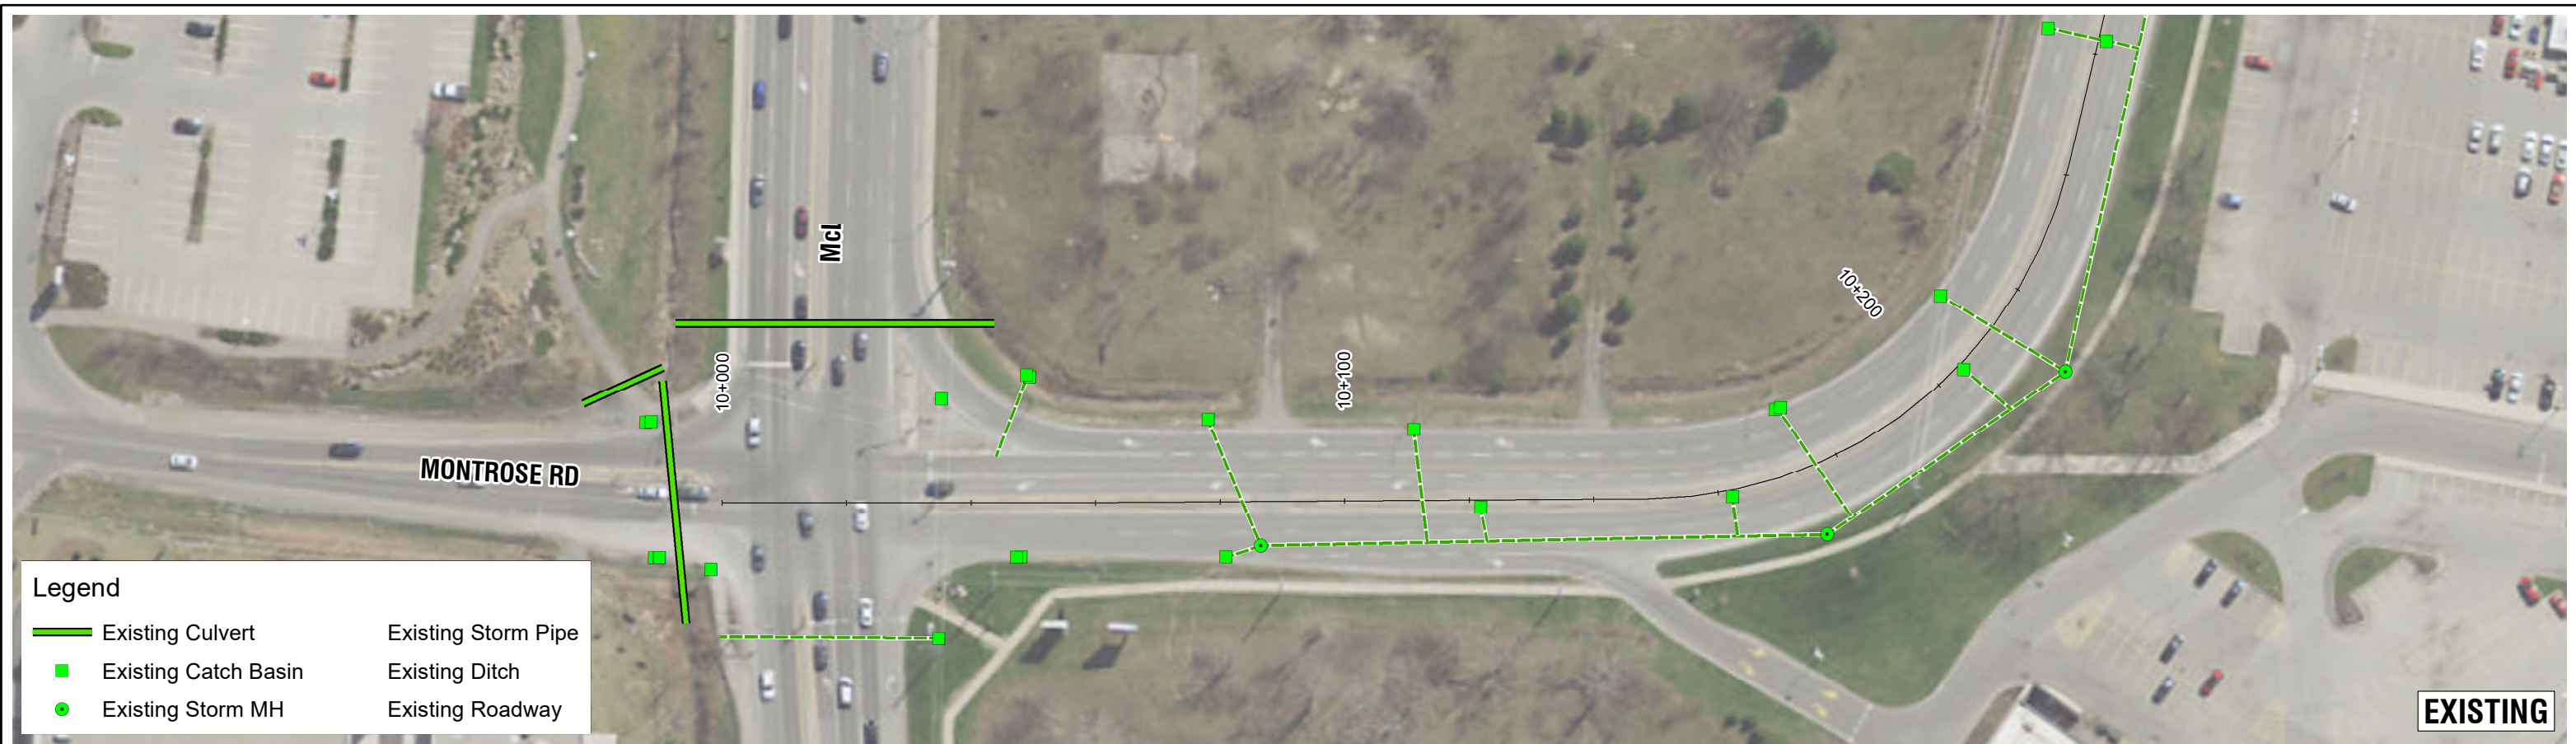 McL
10+200
10+000
10+100
MONTROSE RD
Legend
Existing Culvert
Existing Storm Pipe
Existing Catch Basin
Existing Ditch
Existing Storm MH
Existing Roadway
EXISTING